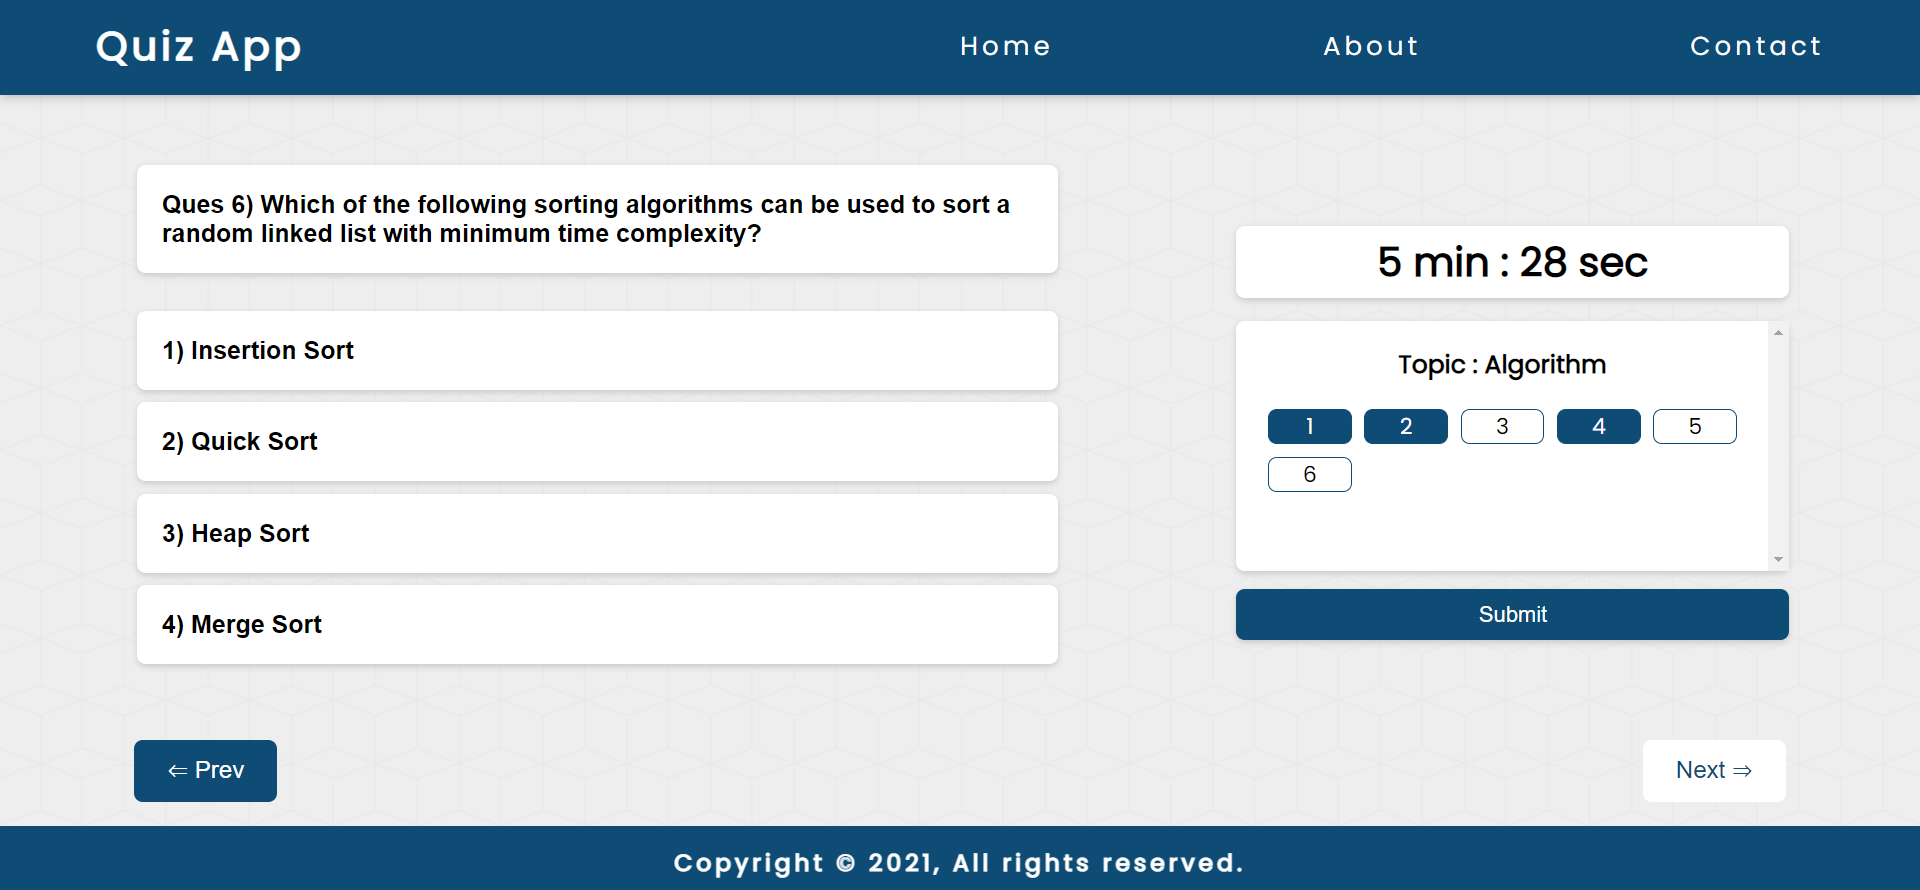 Quiz App
Home
About
Contact
Ques 6) Which of the following sorting algorithms can be used to sort a
random linked list with minimum time complexity?
1) Insertion Sort
2) Quick Sort
3) Heap Sort
4) Merge Sort
5 min : 28 sec
Topic : Algorithm
1 2 3 4 5
6
Submit
⇐ Prev
Next ⇒
Copyright © 2021, All rights reserved.